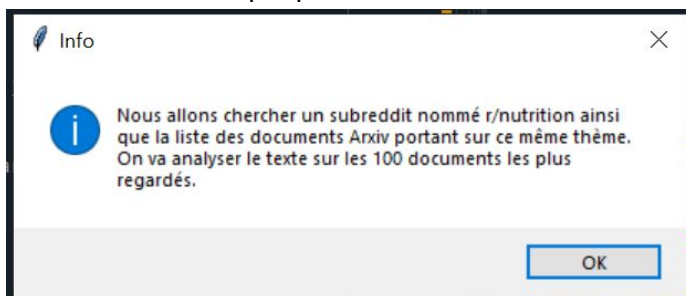 Info
Nous allons chercher un subreddit nommé r/nutrition ainsi
que la liste des documents Arxiv portant sur ce même thème.
On va analyser le texte sur les 100 documents les plus
regardés.
OK